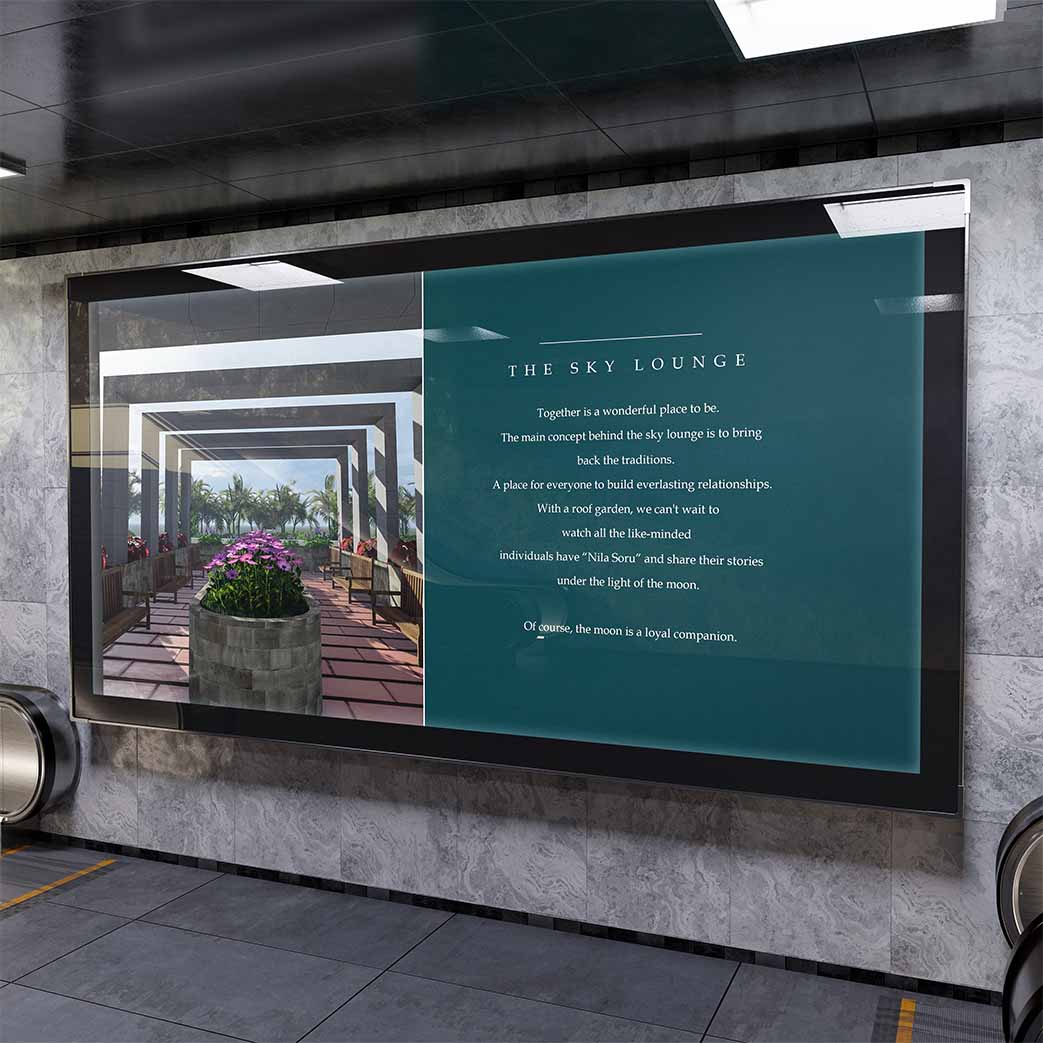 THE SKY LOUNGE
Together is a wonderful place to be.
The main concept behind the sky lounge is to bring
back the traditions.
A place for everyone to build everlasting relationships.
With a roof garden, we can't wait to
watch all the like-minded
individuals have “Nila Soru” and share their stories
under the light of the moon.
Of course, the moon is a loyal companion.